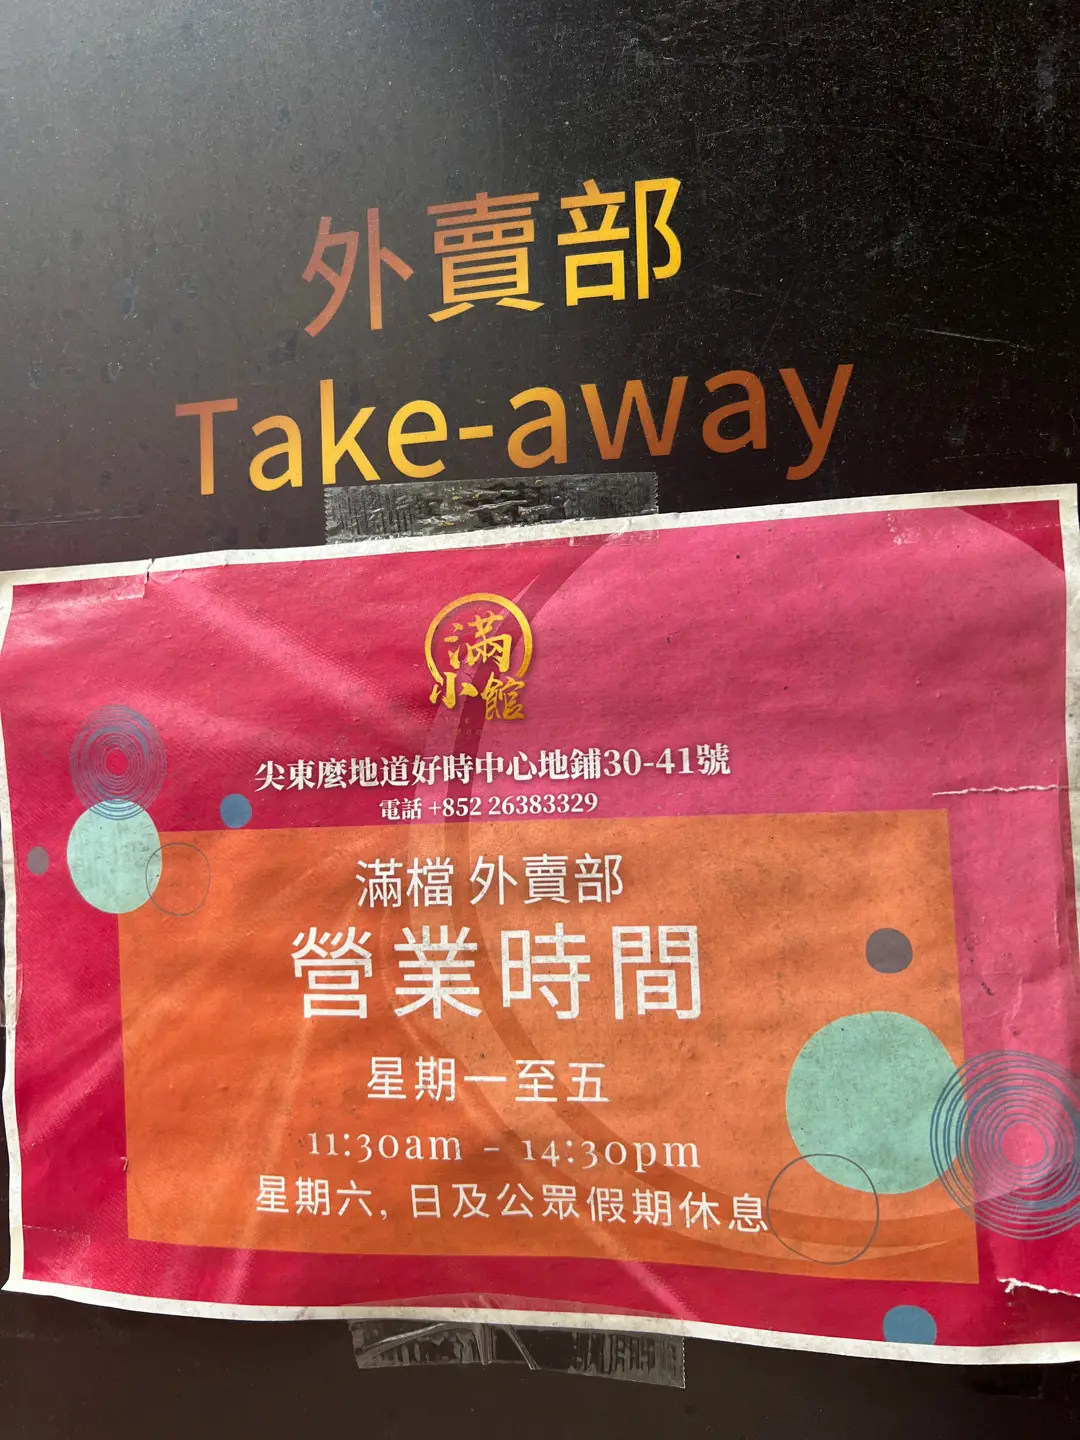 外賣部
Take-away
滿
小館
尖東麼地道好時中心地鋪30-41號
電話 +852 26383329
滿檔 外賣部
營業時間
星期一至五
11:30am - 14:30pm
星期六, 日及公眾假期休息